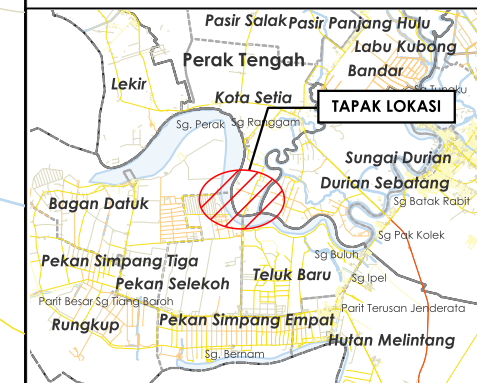 Pasir Salak
Pasir Panjang Hulu
Labu Kubong
Perak Tengah
Bandar
Lekir
Sg Tungku
Kota Setia
TAPAK LOKASI
Sg. Perak
Sg Ranggam
Sungai Durian
Durian Sebatang
Bagan Datuk
Sg Batak Rabit
Sg Pak Kolek
Sg Buluh
Pekan Simpang Tiga
Teluk Baru
Sg Ipel
Pekan Selekoh
Parit Besar Sg Tiang Baroh
Parit Terusan Jenderata
Rungkup
Pekan Simpang Empat
Hutan Melintang
Sg. Bernam